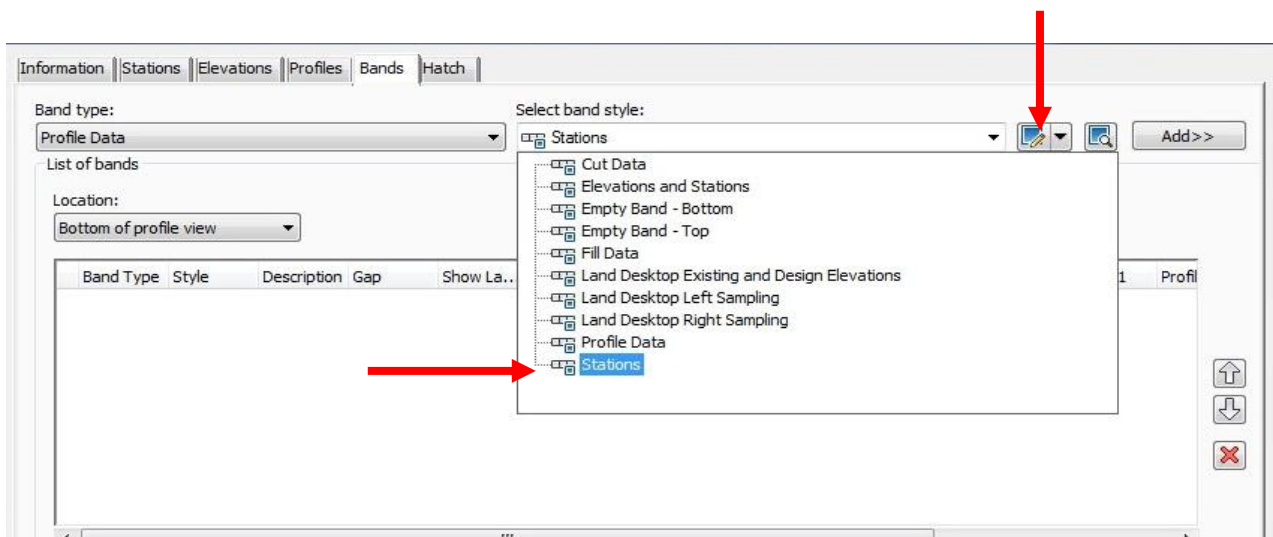 Information Stations Elevations Profiles Bands Hatch
Band type: Select band style:
Profile Data Stations Add>>
List of bands
Cut Data
Elevations and Stations
Location:
Empty Band - Bottom
Bottom of profile view
Empty Band - Top
Fill Data
Band Type Style Description Gap Show La... Land Desktop Existing and Design Elevations 1 Profil
Land Desktop Left Sampling
Land Desktop Right Sampling
Profile Data
Stations